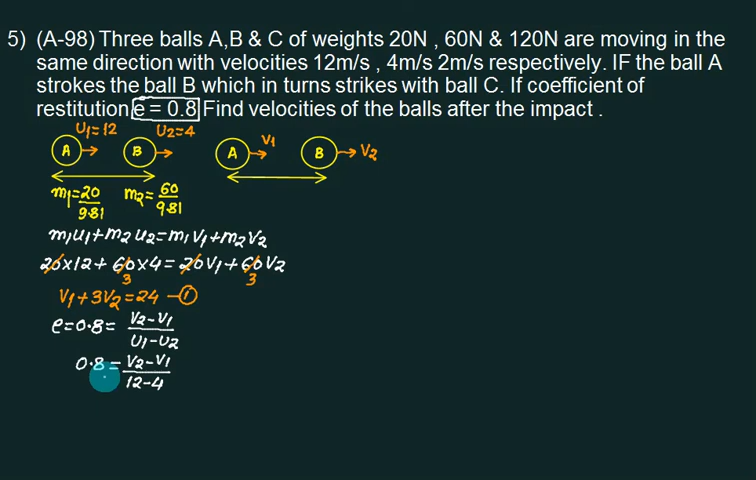 5) (A-98) Three balls A,B & C of weights 20N , 60N & 120N are moving in the
same direction with velocities 12m/s , 4m/s 2m/s respectively. IF the ball A
strokes the ball B which in turns strikes with ball C. If coefficient of
restitution,e = 0.8 Find velocities of the balls after the impact .
U1=12 U2=4 V1
A B A B V2
m1=20/9.81 m2=60/9.81
m1u1+m2u2=m1v1+m2v2
20x12+60x4=20V1+60V2
3 3
V1+3V2=24 -①
e=0.8= V2-V1/U1-U2
0.8= V2-V1/12-4